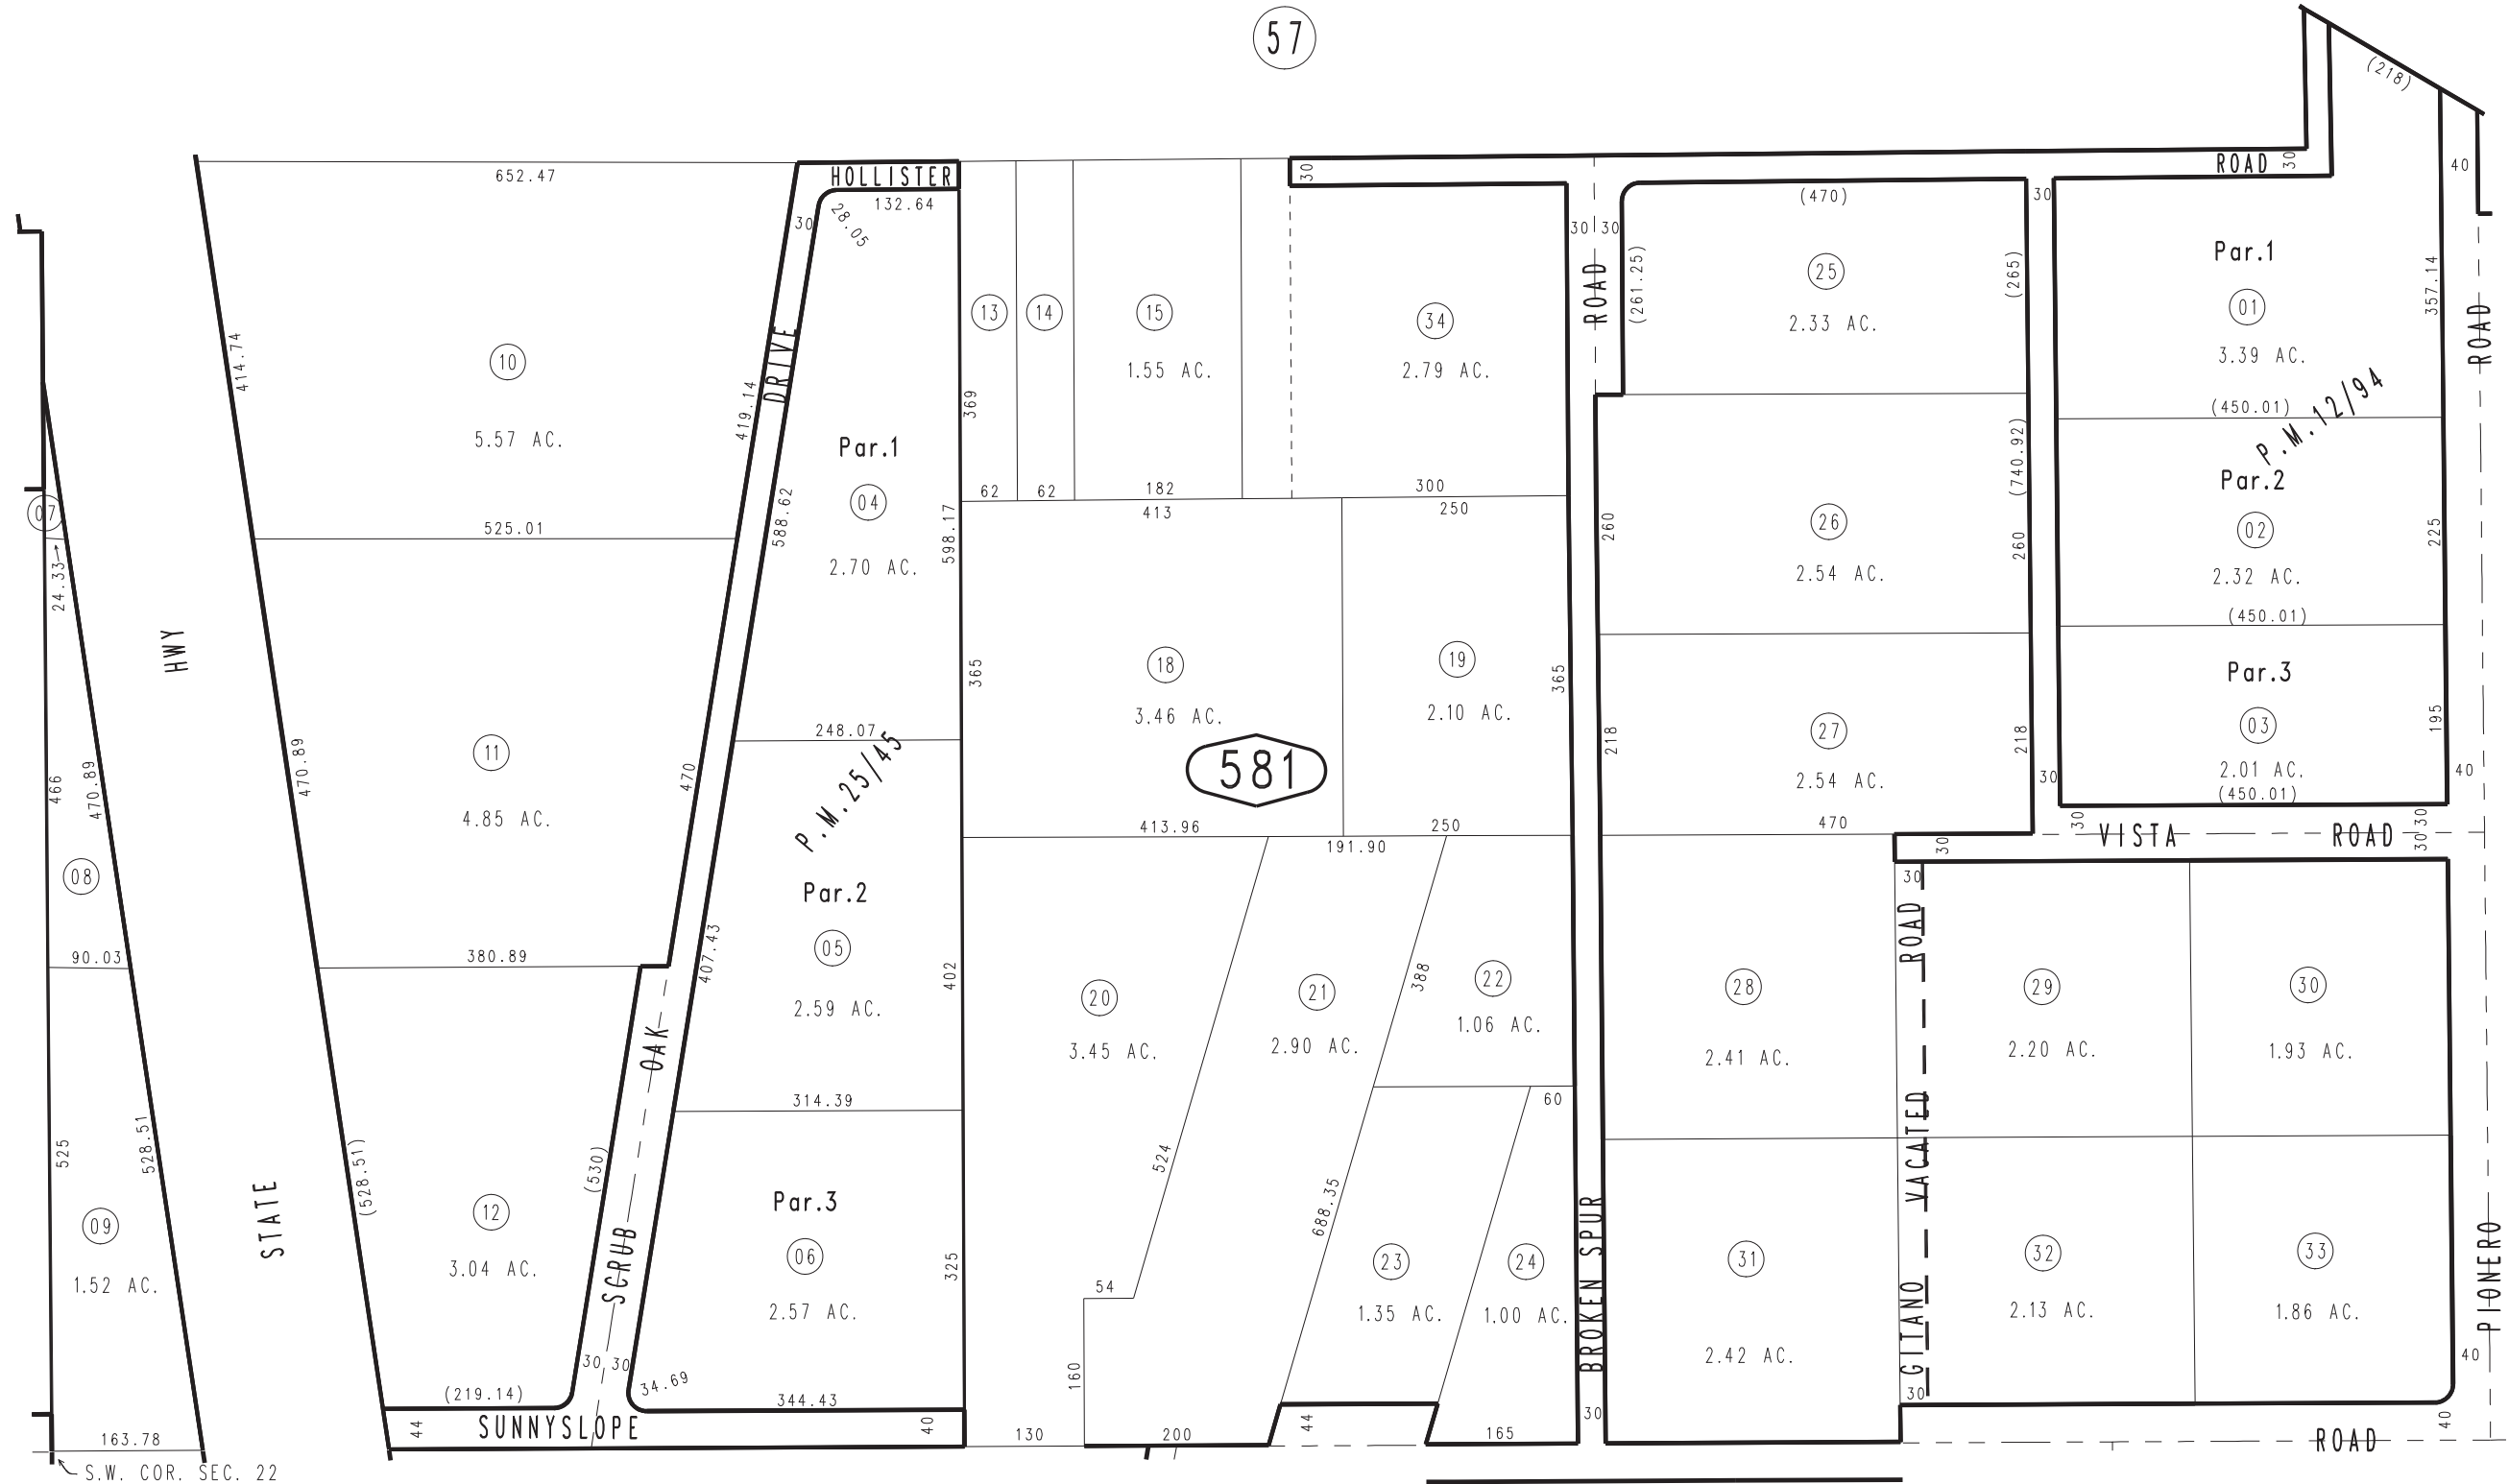 57
(218)
652.47
HOLLISTER
132.64
28.05
30
30
ROAD
30
40
30 30
(470)
30
ROAD
(261.25)
(265)
25
2.33 AC.
Par.1
01
3.39 AC.
357.14
(450.01)
P.M.12/94
ROAD
414.74
10
5.57 AC.
419.14
DRIVE
525.01
13
14
15
1.55 AC.
34
2.79 AC.
369
62
62
182
300
413
250
Par.1
04
2.70 AC.
588.62
598.17
248.07
P.M.25/45
07
24.33
HWY
466
470.89
470.89
11
4.85 AC.
470
08
90.03
380.89
365
18
3.46 AC.
19
2.10 AC.
365
581
413.96
250
191.90
260
26
2.54 AC.
260
(740.92)
218
27
2.54 AC.
218
470
Par.2
02
2.32 AC.
225
(450.01)
Par.3
03
2.01 AC.
195
(450.01)
30
40
30
VISTA ROAD
30 30
30
30
Par.2
05
2.59 AC.
407.43
402
314.39
OAK
SCRUB
525
528.51
09
1.52 AC.
STATE
(528.51)
12
3.04 AC.
(530)
30 30
(219.14)
34.69
Par.3
06
2.57 AC.
325
344.43
44
SUNNYSLOPE
40
163.78
S.W. COR. SEC. 22
20
3.45 AC.
21
2.90 AC.
388
22
1.06 AC.
60
524
54
160
688.35
23
1.35 AC.
24
1.00 AC.
130
200
44
165
BROKEN SPUR
30
28
2.41 AC.
ROAD
VACATED
GITANO
29
2.20 AC.
30
1.93 AC.
31
2.42 AC.
32
2.13 AC.
33
1.86 AC.
30
PIONERO
40
40
ROAD